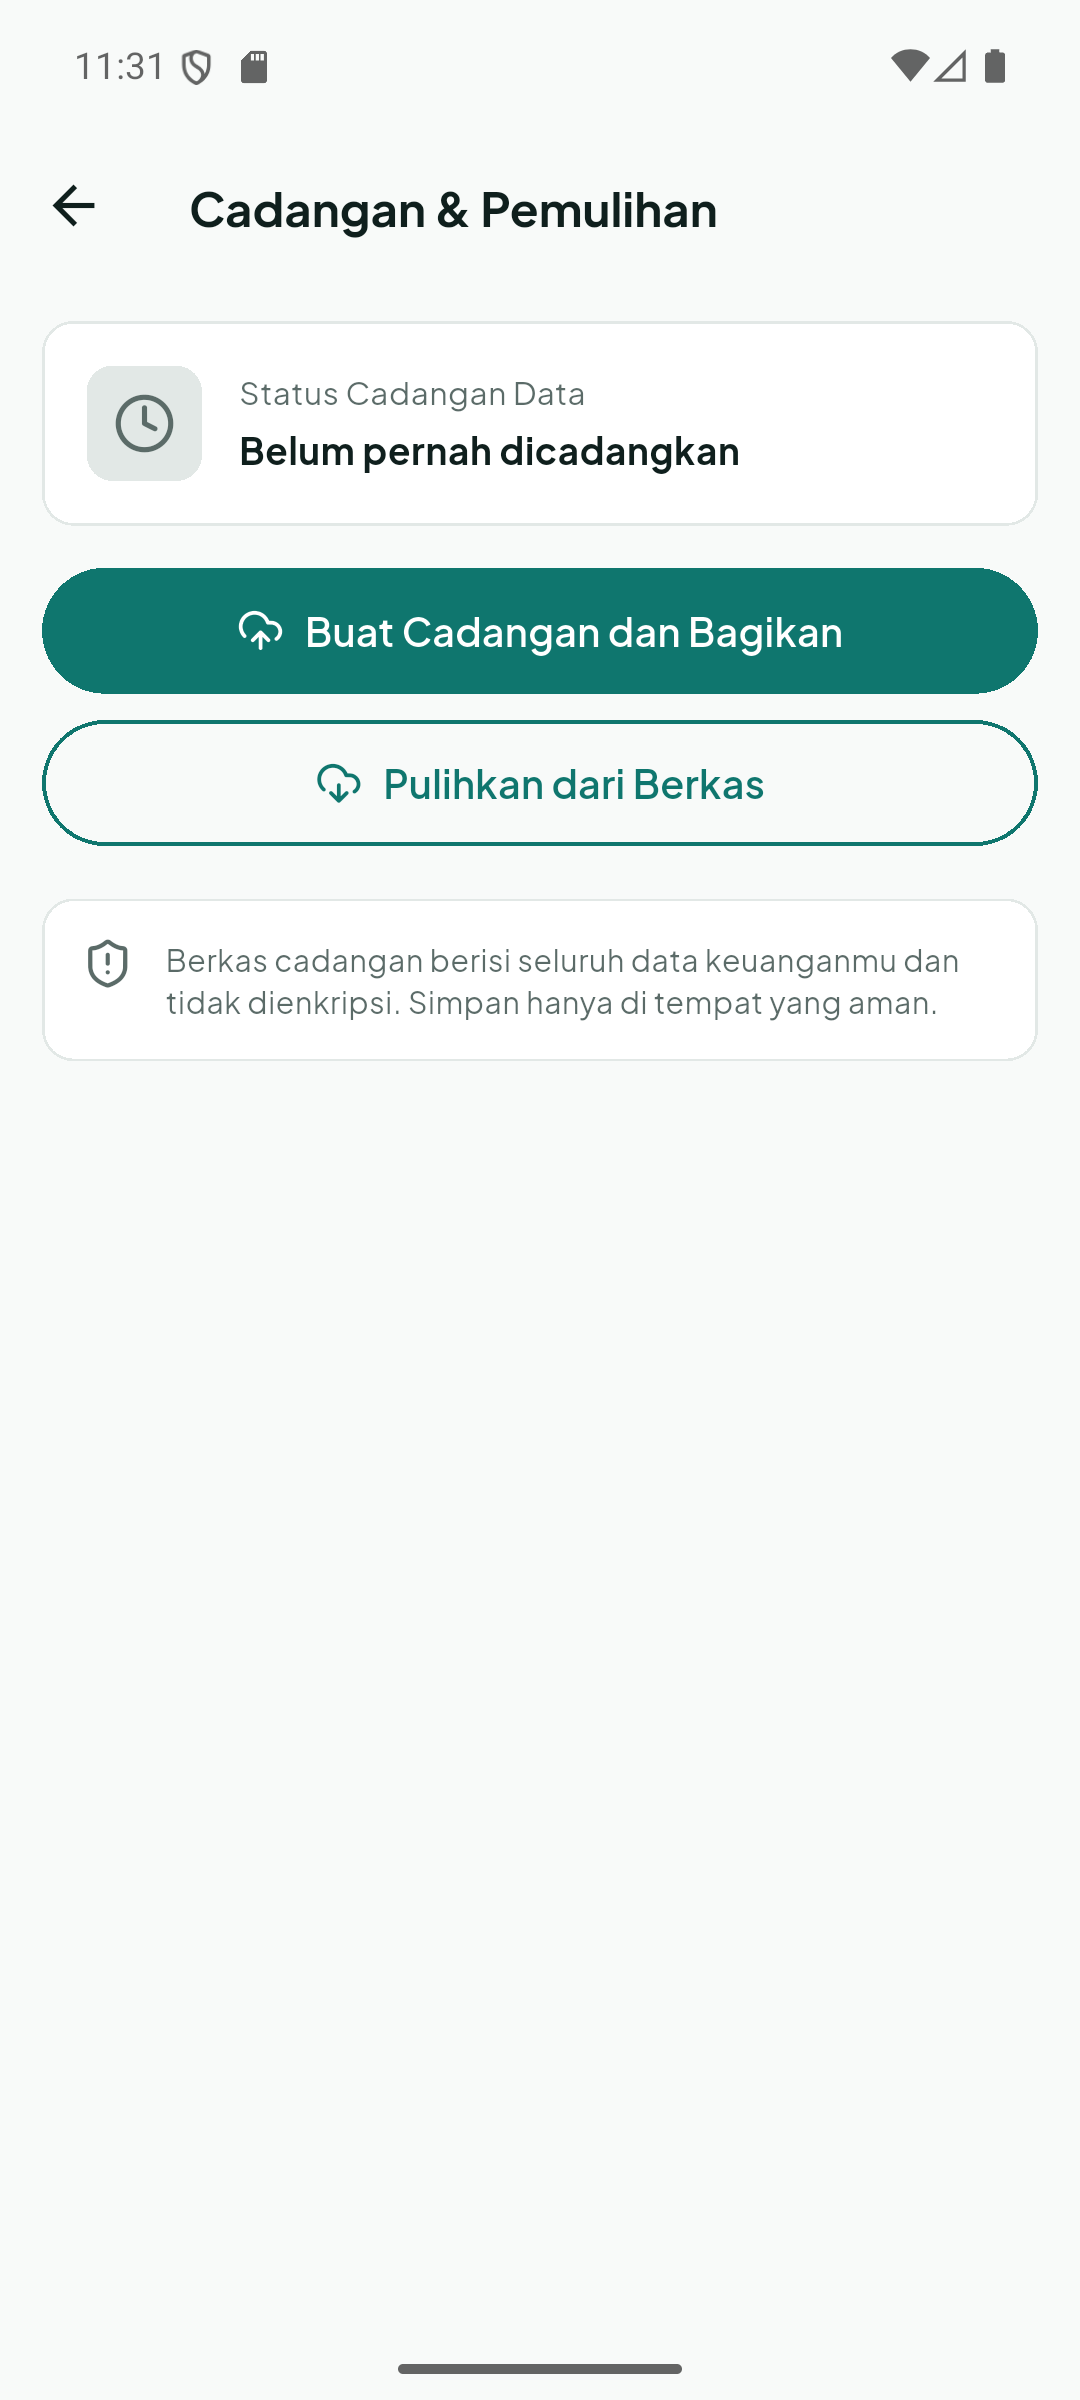 11:31
Cadangan & Pemulihan
Status Cadangan Data
Belum pernah dicadangkan
Buat Cadangan dan Bagikan
Pulihkan dari Berkas
Berkas cadangan berisi seluruh data keuanganmu dan
tidak dienkripsi. Simpan hanya di tempat yang aman.